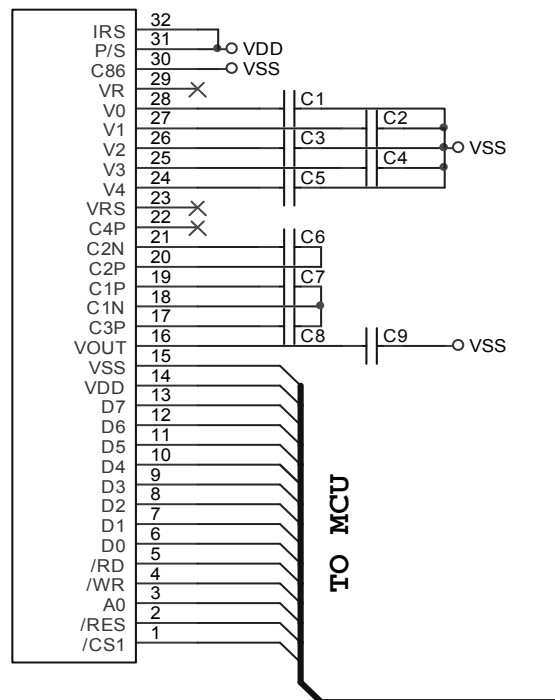 IRS 32
P/S 31 VDD
C86 30 VSS
VR 29
V0 28 C1
V1 27 C2
V2 26 C3 VSS
V3 25 C4
V4 24 C5
VRS 23
C4P 22
C2N 21 C6
C2P 20
C1P 19 C7
C1N 18
C3P 17 C8
VOUT 16 C9 VSS
VSS 15
VDD 14
D7 13
D6 12
D5 11
D4 10
D3 9
D2 8
D1 7
D0 6
/RD 5
/WR 4
A0 3
/RES 2
/CS1 1
TO MCU